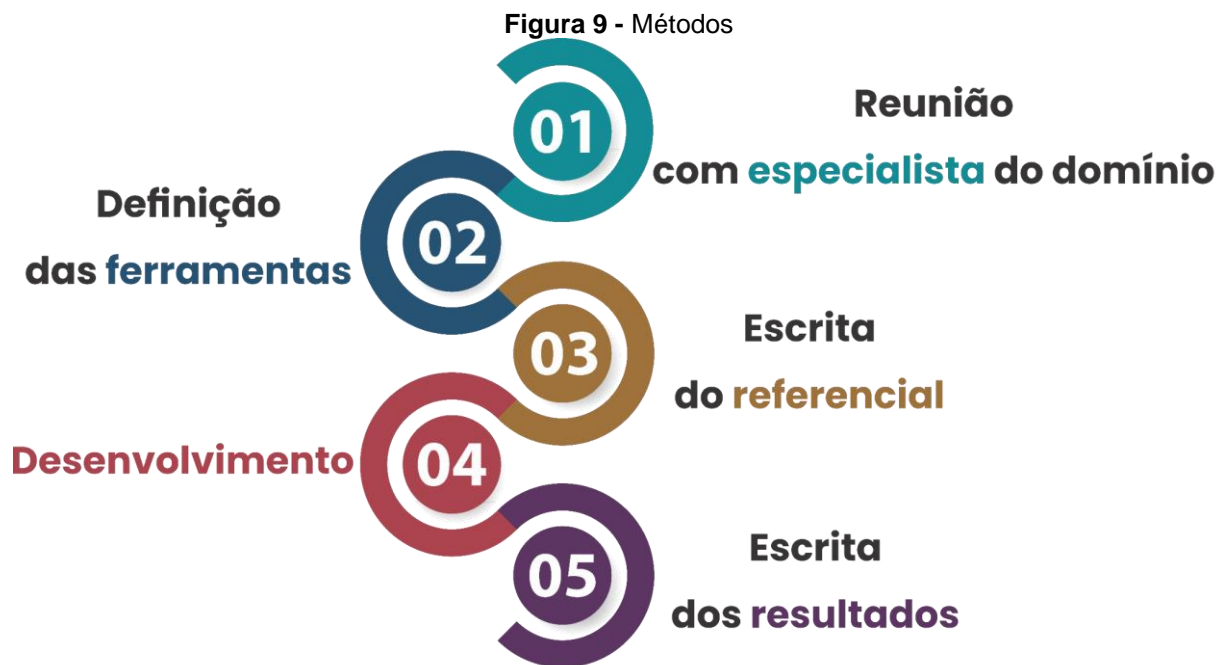 Figura 9 - Métodos
01
Reunião
com especialista do domínio
Definição
das ferramentas
02
03
Escrita
do referencial
Desenvolvimento
04
05
Escrita
dos resultados